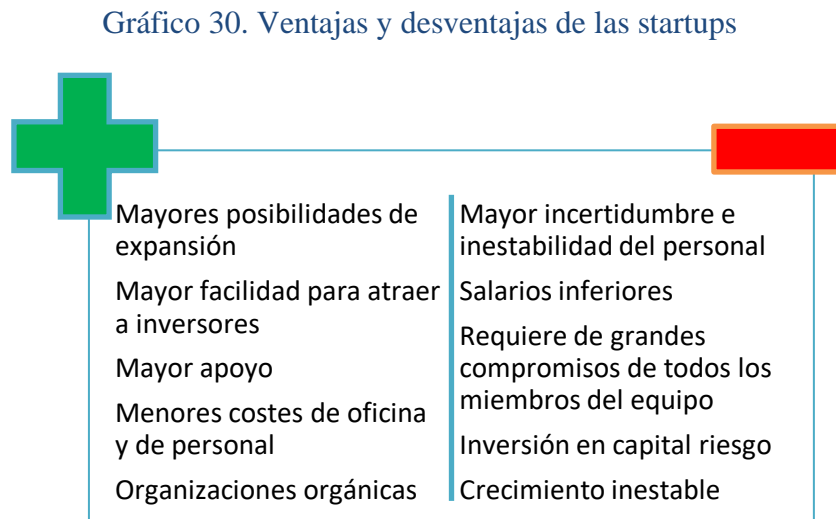 Gráfico 30. Ventajas y desventajas de las startups
Mayores posibilidades de
expansión
Mayor facilidad para atraer
a inversores
Mayor apoyo
Menores costes de oficina
y de personal
Organizaciones orgánicas
Mayor incertidumbre e
inestabilidad del personal
Salarios inferiores
Requiere de grandes
compromisos de todos los
miembros del equipo
Inversión en capital riesgo
Crecimiento inestable